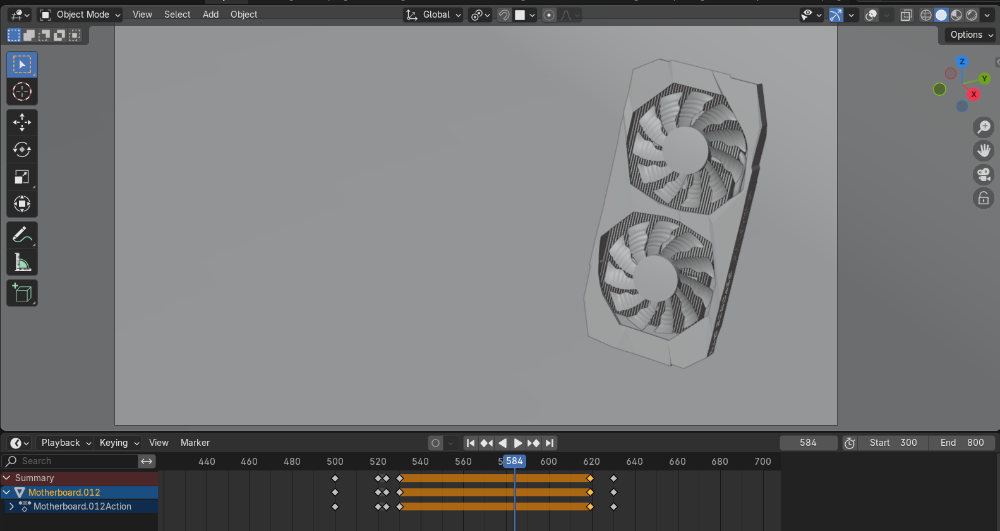 Object Mode View Select Add Object Global
Options
Z
Y
X
Playback Keying View Marker 584 Start 300 End 800
Search 440 460 480 500 520 540 560 584 600 620 640 660 680 700
Summary
Motherboard.012
Motherboard.012Action